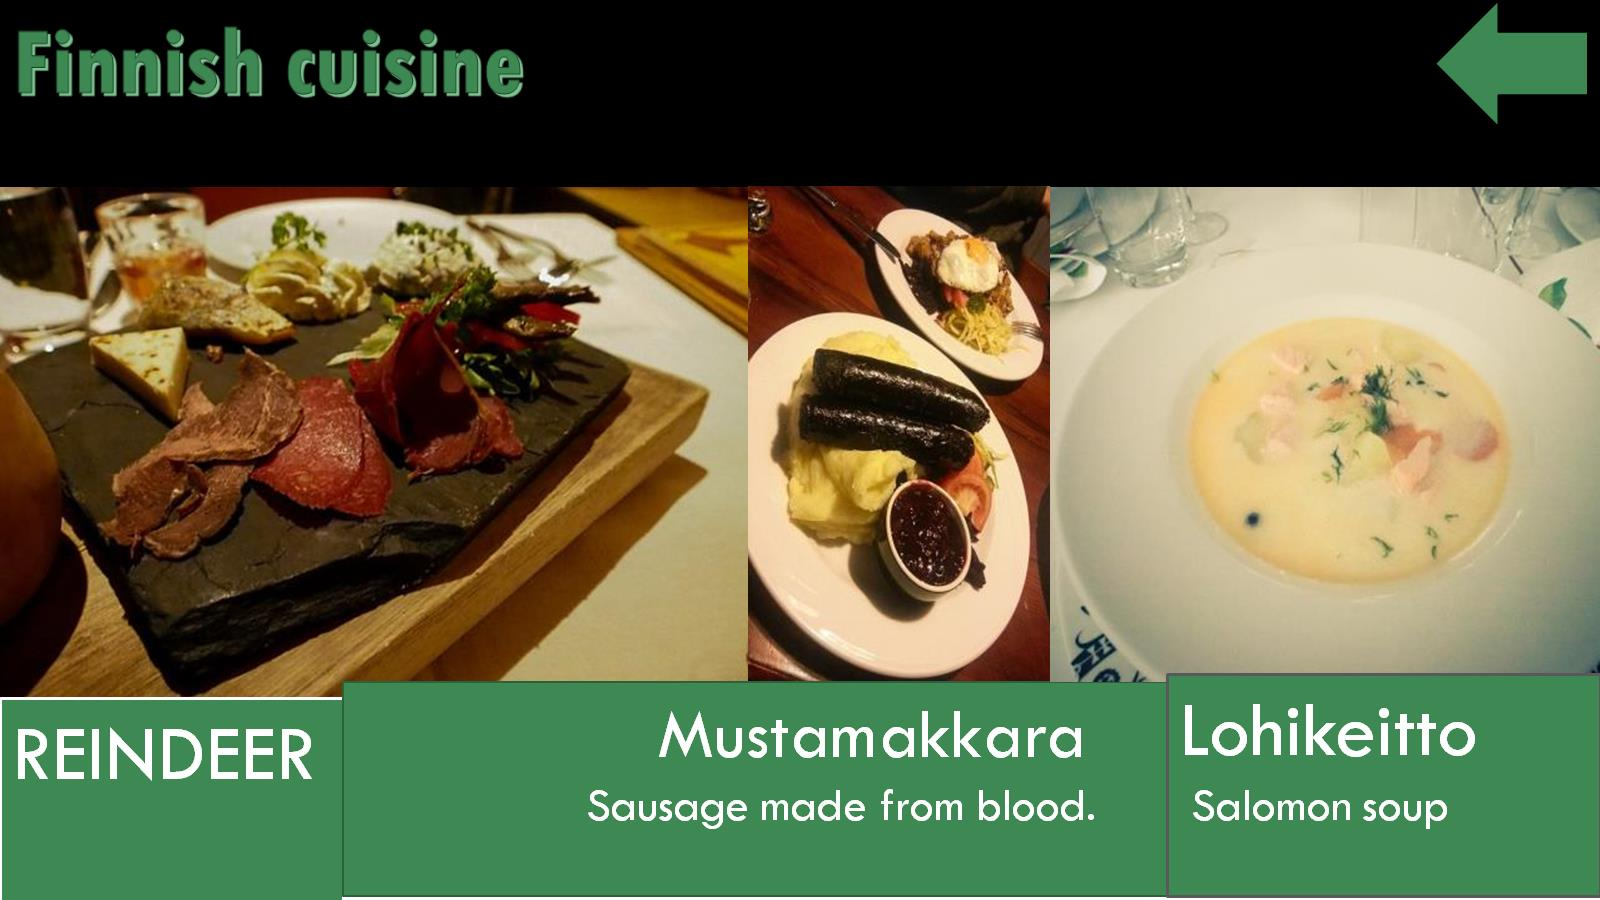 Finnish cuisine
REINDEER
Mustamakkara
Sausage made from blood.
Lohikeitto
Salomon soup